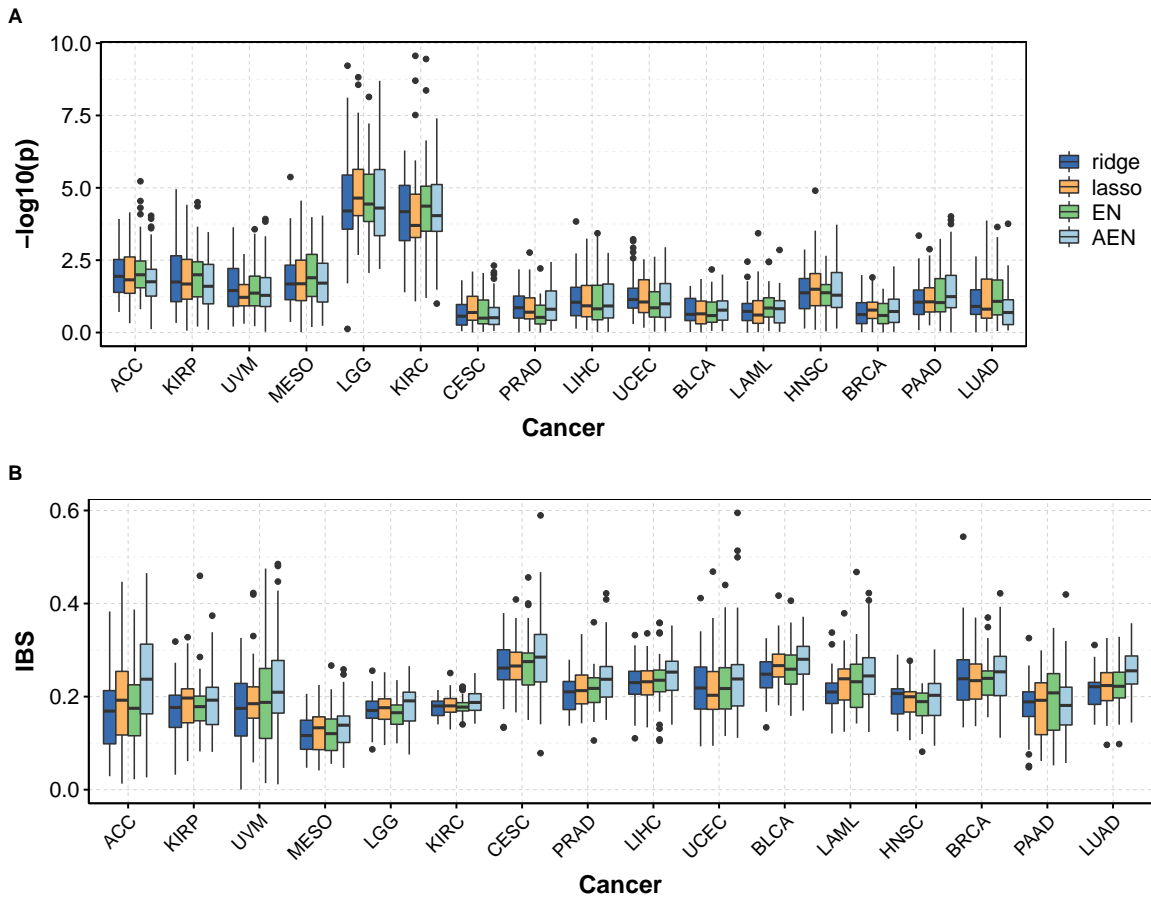 A
10.0
7.5
5.0
2.5
0.0
−log10(p)
ACC KIRP UVM MESO LGG KIRC CESC PRAD LIHC UCEC BLCA LAML HNSC BRCA PAAD LUAD
Cancer
ridge
lasso
EN
AEN
B
0.6
0.4
0.2
0.0
IBS
ACC KIRP UVM MESO LGG KIRC CESC PRAD LIHC UCEC BLCA LAML HNSC BRCA PAAD LUAD
Cancer